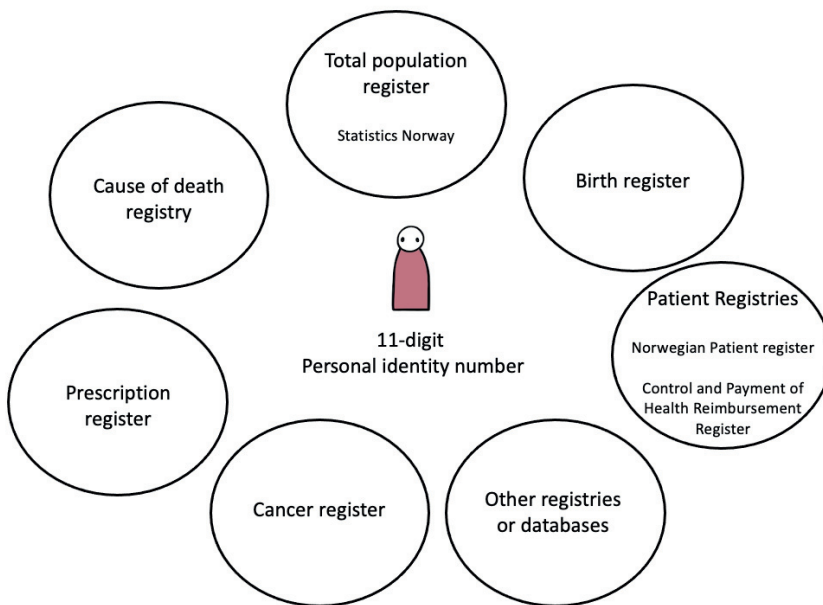 Total population
register
Statistics Norway
Cause of death
registry
Birth register
11-digit
Personal identity number
Patient Registries
Norwegian Patient register
Control and Payment of
Health Reimbursement
Register
Prescription
register
Cancer register
Other registries
or databases